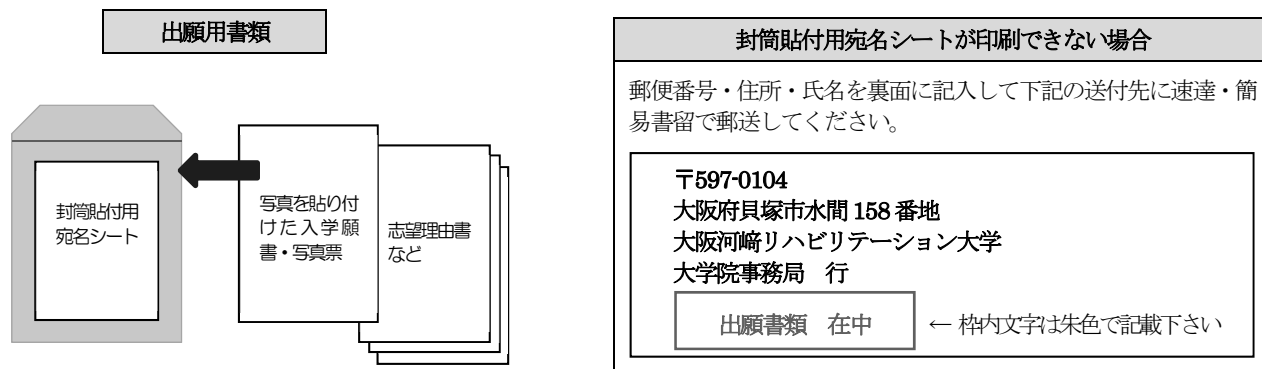 出願用書類
封筒貼付用
宛名シート
写真を貼り付
けた入学願
書・写真票
志望理由書
など
封筒貼付用宛名シートが印刷できない場合
郵便番号・住所・氏名を裏面に記入して下記の送付先に速達・簡
易書留で郵送してください。
〒597-0104
大阪府貝塚市水間 158 番地
大阪河﨑リハビリテーション大学
大学院事務局　行
出願書類　在中
← 枠内文字は朱色で記載下さい